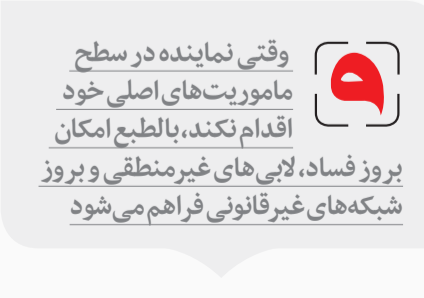 وقتی نماینده در سطح
ماموریت‌های اصلی خود
اقدام نکند، بالطبع امکان
بروز فساد، لابی‌های غیرمنطقی و بروز
شبکه‌های غیرقانونی فراهم می‌شود